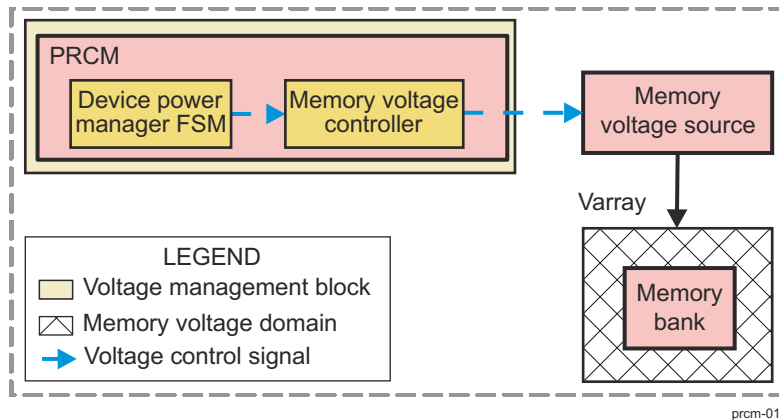 PRCM
Device power
manager FSM
Memory voltage
controller
Memory
voltage source
Varray
Memory
bank
LEGEND
Voltage management block
Memory voltage domain
Voltage control signal
prcm-01